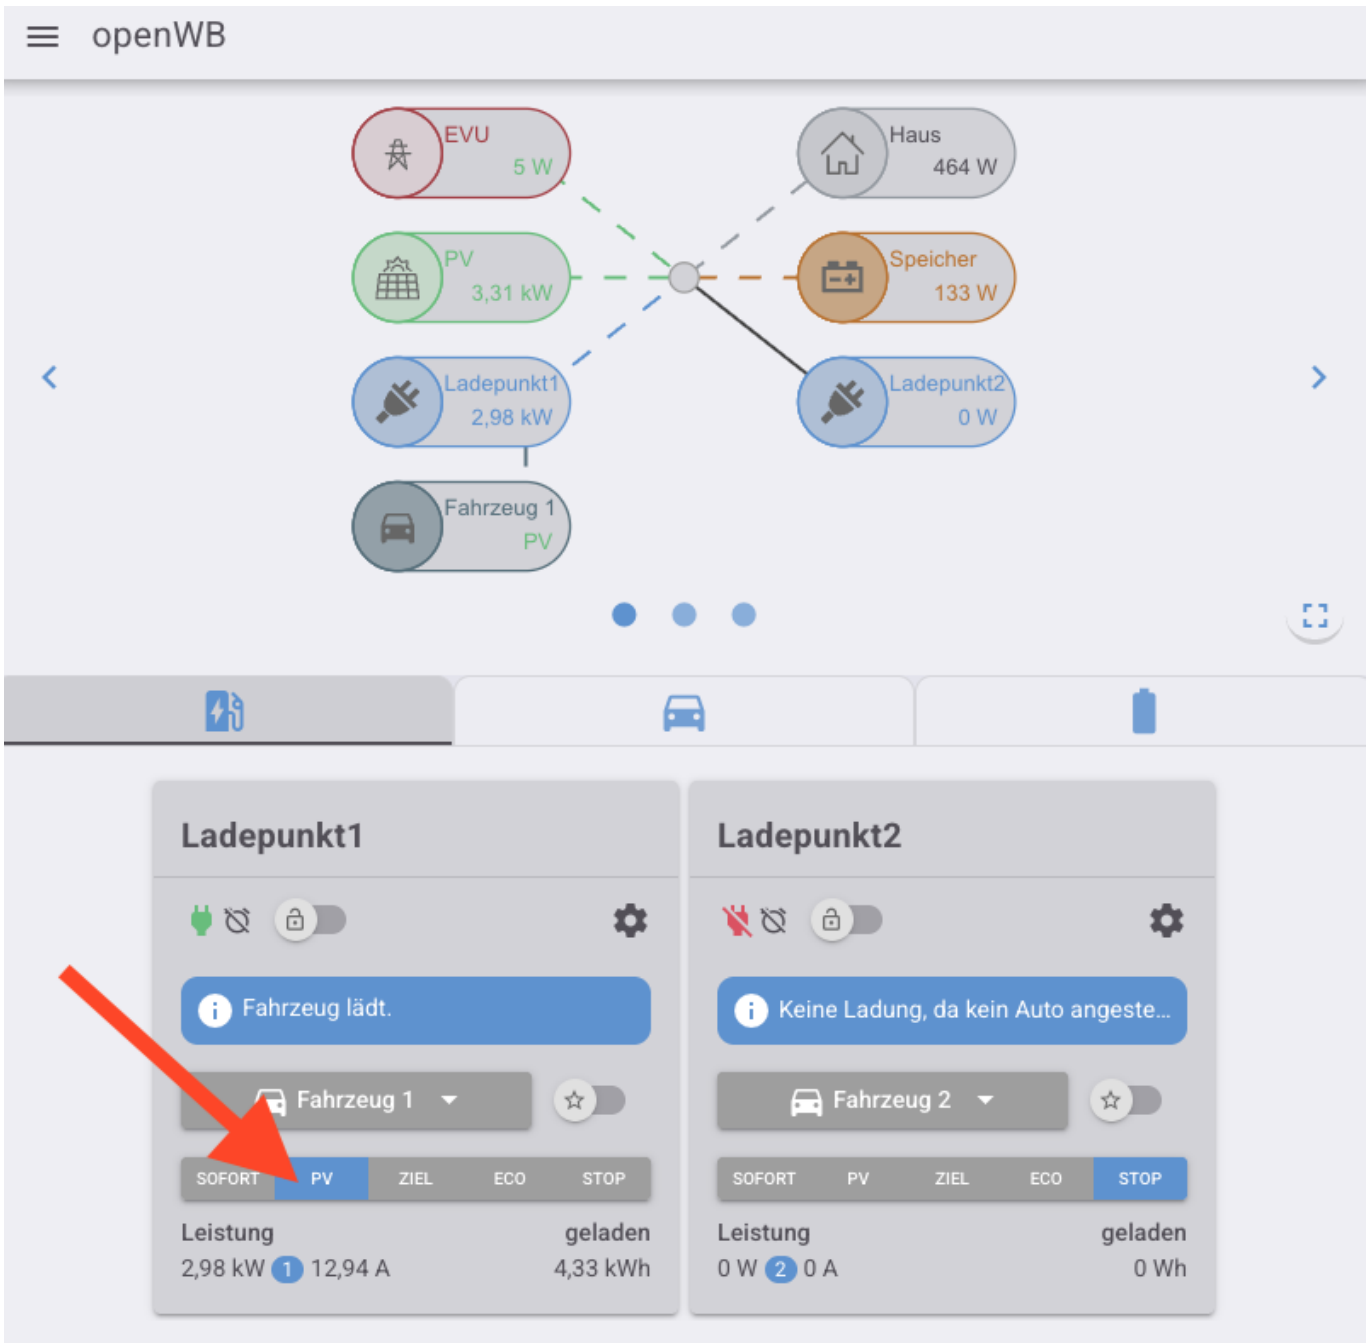 openWB
EVU
5 W
Haus
464 W
PV
3,31 kW
Speicher
133 W
Ladepunkt1
2,98 kW
Ladepunkt2
0 W
Fahrzeug 1
PV
Ladepunkt1
Fahrzeug lädt.
Fahrzeug 1
SOFORT PV ZIEL ECO STOP
Leistung geladen
2,98 kW 1 12,94 A 4,33 kWh
Ladepunkt2
Keine Ladung, da kein Auto angeste...
Fahrzeug 2
SOFORT PV ZIEL ECO STOP
Leistung geladen
0 W 2 0 A 0 Wh